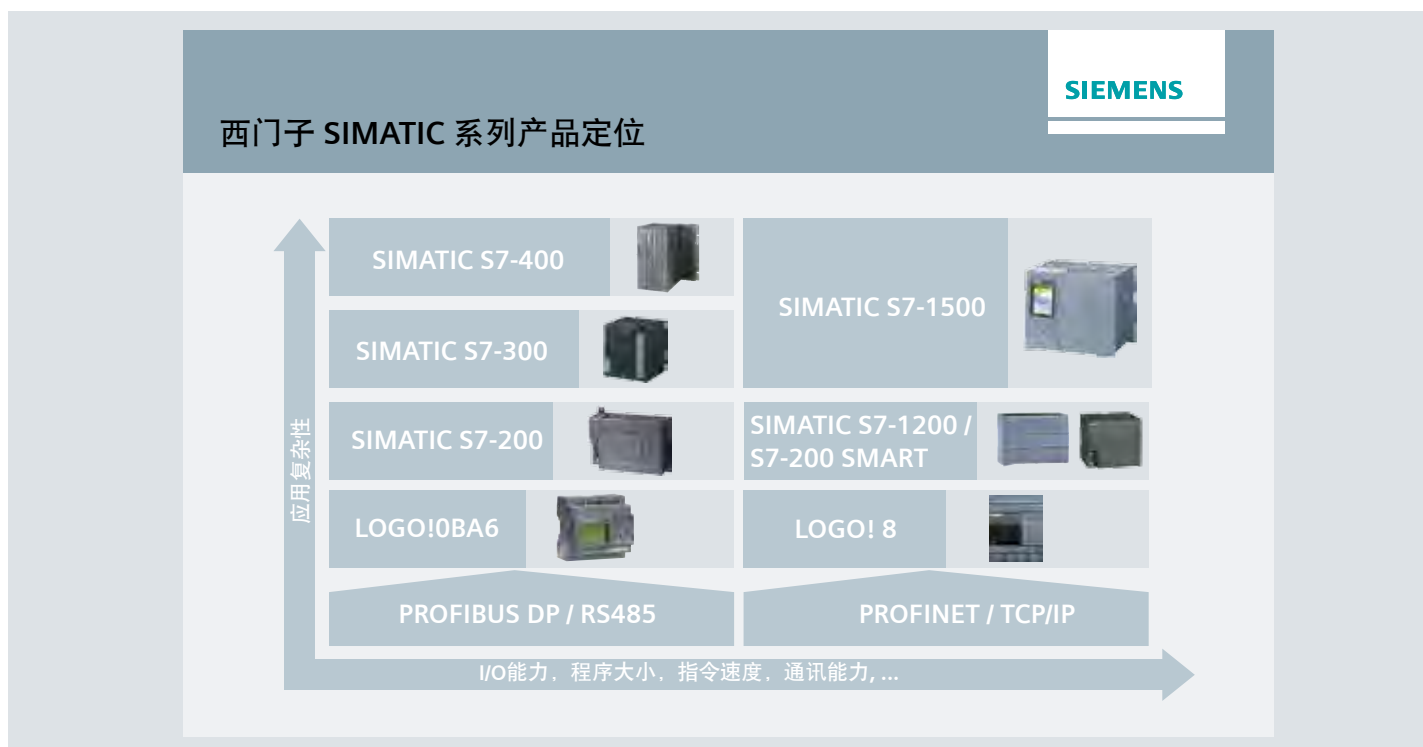 SIEMENS
西门子 SIMATIC 系列产品定位
SIMATIC S7-400
SIMATIC S7-300
SIMATIC S7-200
LOGO!0BA6
PROFIBUS DP / RS485
SIMATIC S7-1500
SIMATIC S7-1200 /
S7-200 SMART
LOGO! 8
PROFINET / TCP/IP
应用复杂性
I/O能力，程序大小，指令速度，通讯能力, ...